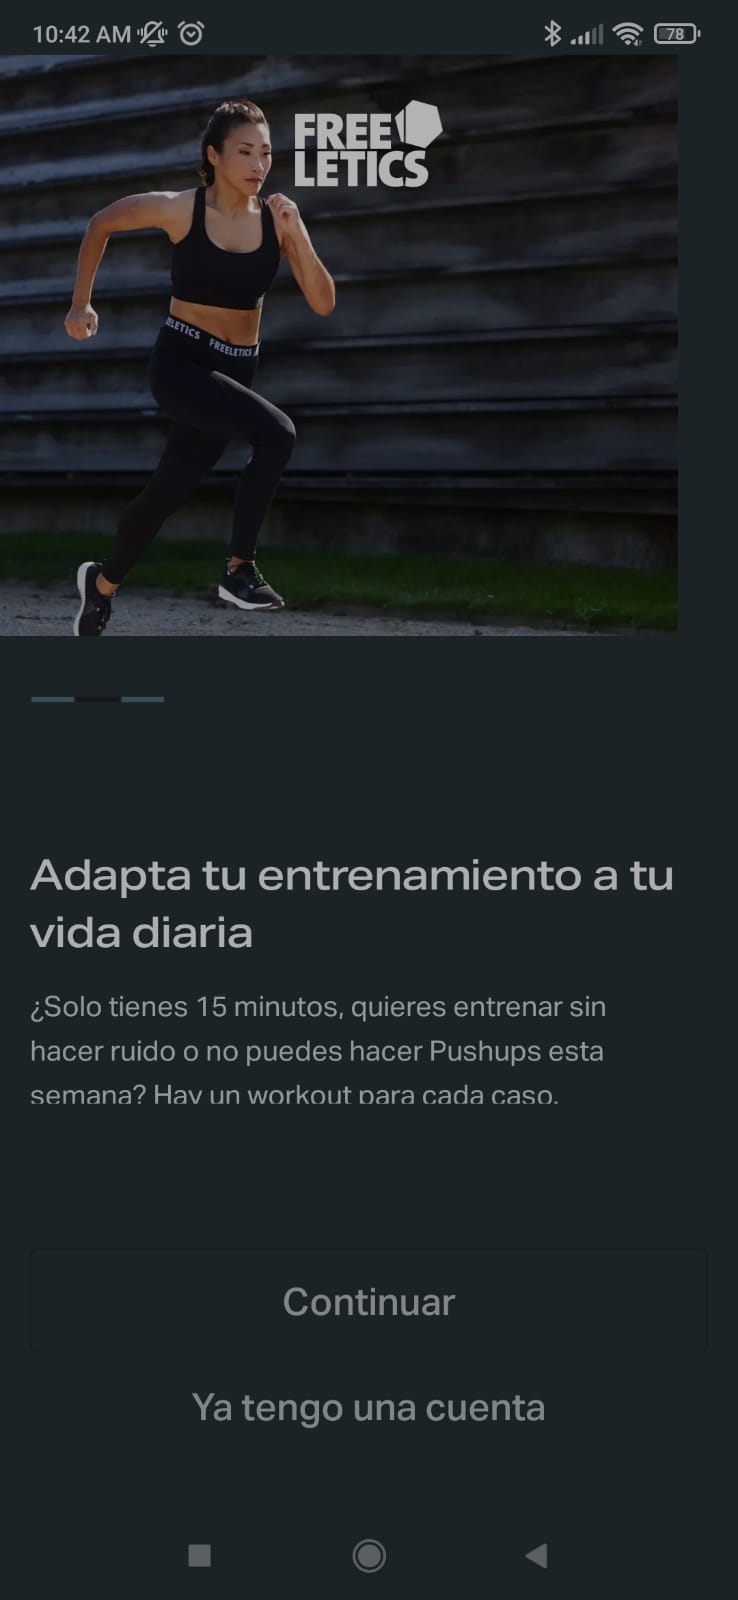 10:42 AM
78
FREE
LETICS
ELETICS FREELETICS
Adapta tu entrenamiento a tu
vida diaria
¿Solo tienes 15 minutos, quieres entrenar sin
hacer ruido o no puedes hacer Pushups esta
semana? Hay un workout para cada caso.
Continuar
Ya tengo una cuenta